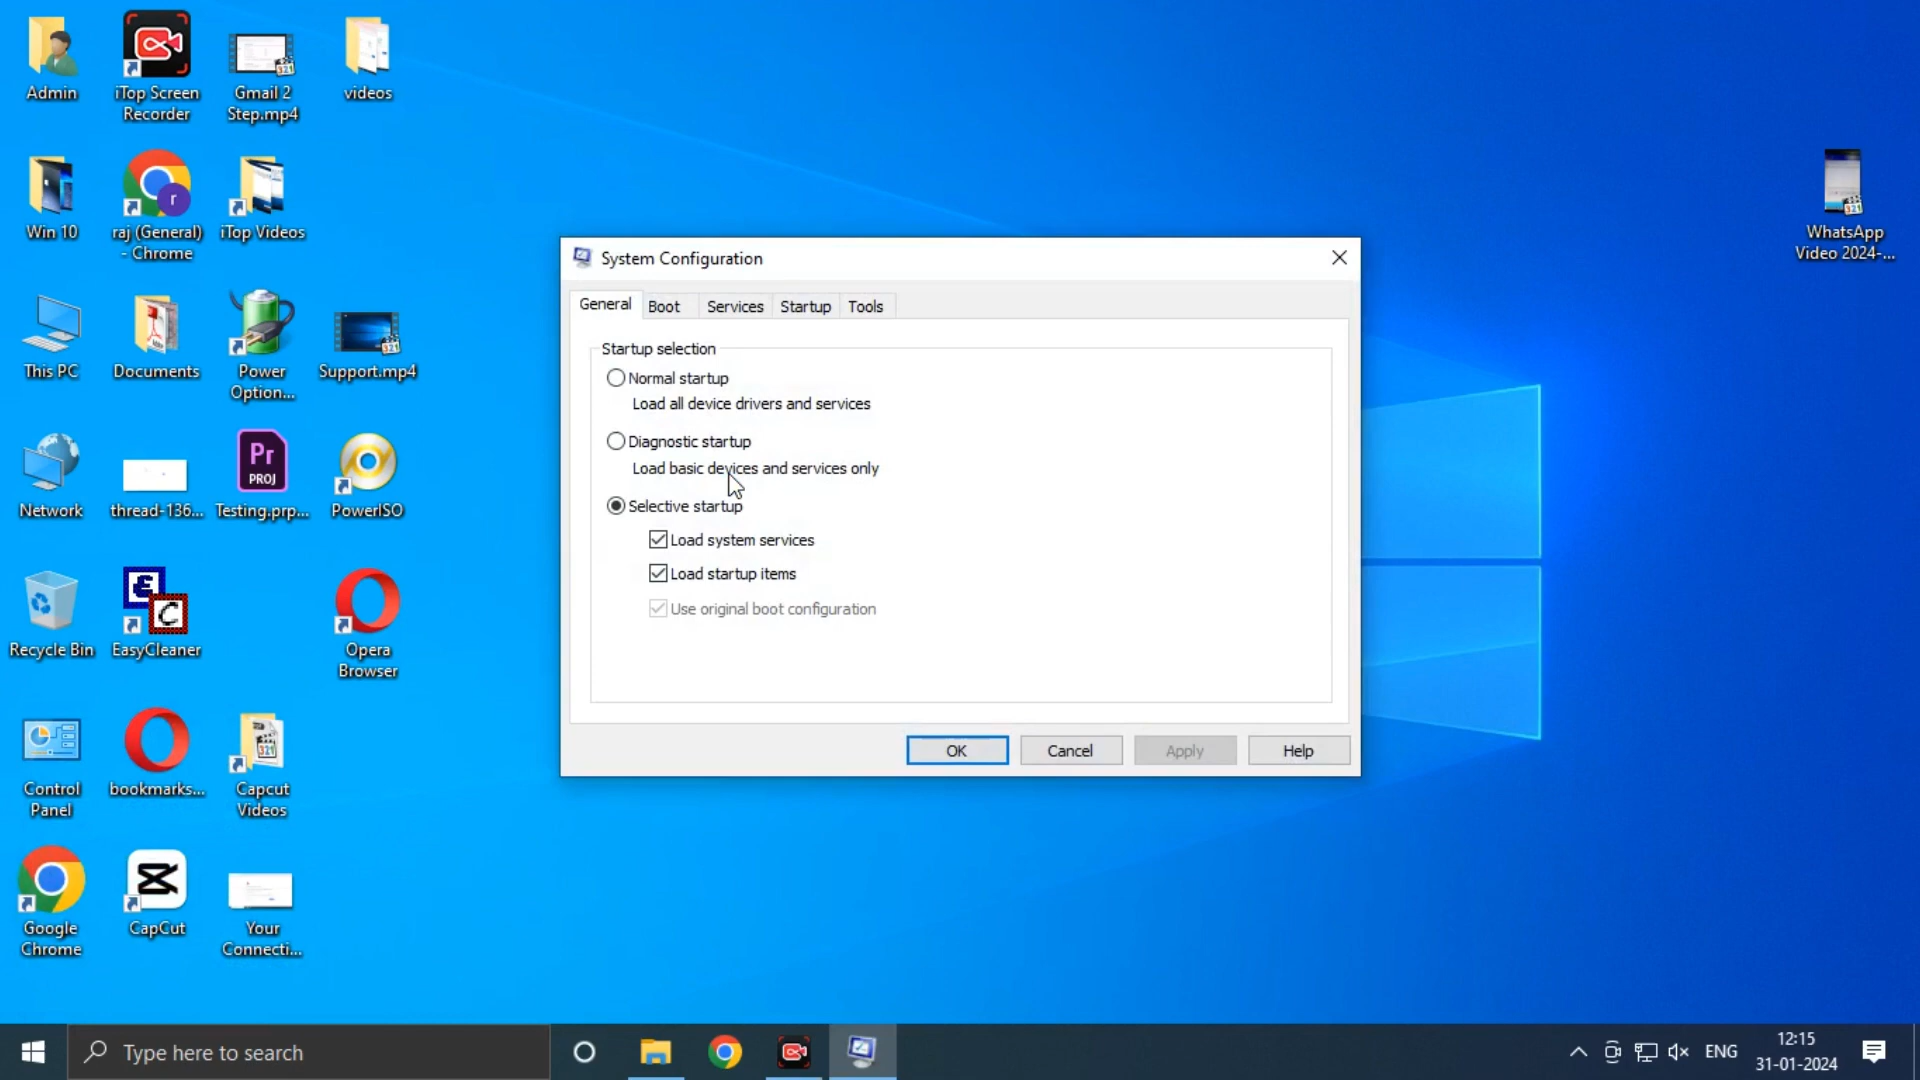 Admin
iTop Screen
Recorder
Gmail 2
Step.mp4
videos
Win 10
raj (General)
- Chrome
r
iTop Videos
WhatsApp
Video 2024-...
This PC
Documents
Power
Option...
Support.mp4
Network
thread-136...
Pr
PROJ
Testing.prp...
PowerISO
Recycle Bin
EasyCleaner
Opera
Browser
Control
Panel
bookmarks...
Capcut
Videos
Google
Chrome
CapCut
Your
Connecti...
System Configuration
General
Boot
Services
Startup
Tools
Startup selection
Normal startup
Load all device drivers and services
Diagnostic startup
Load basic devices and services only
Selective startup
Load system services
Load startup items
Use original boot configuration
OK
Cancel
Apply
Help
Type here to search
ENG
12:15
31-01-2024